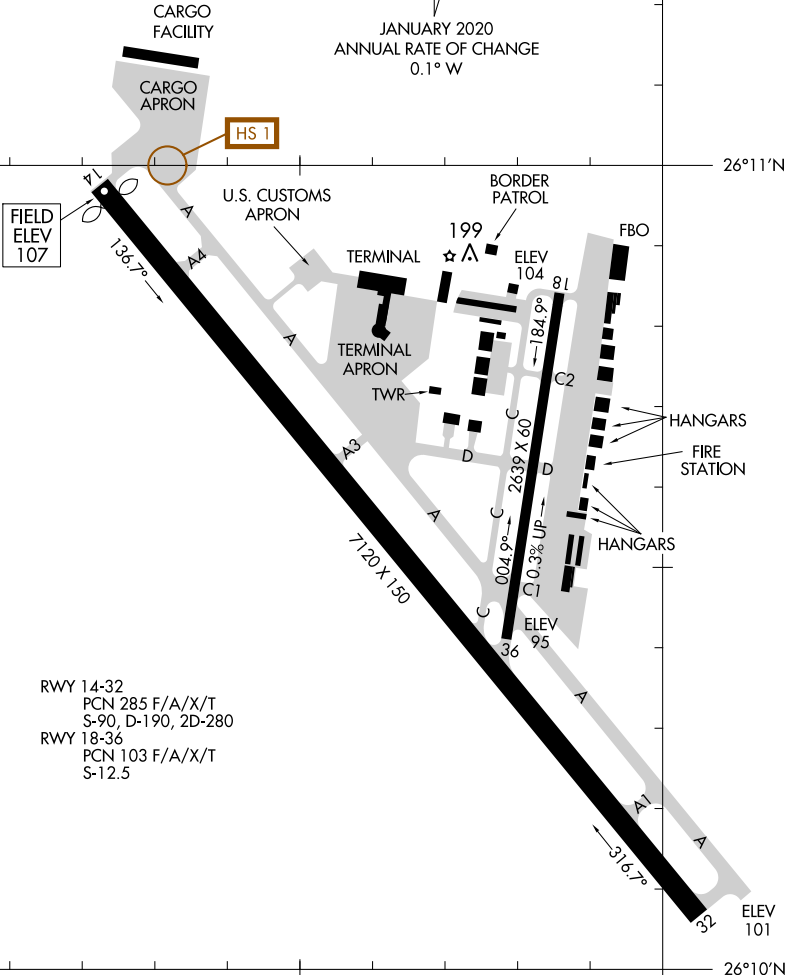 CARGO
FACILITY
JANUARY 2020
ANNUAL RATE OF CHANGE
0.1° W
CARGO
APRON
HS 1
26°11'N
14
FIELD
ELEV
107
A
U.S. CUSTOMS
APRON
BORDER
PATROL
199
FBO
136.7°
A4
TERMINAL
ELEV
104
18
184.9°
A
TERMINAL
APRON
C2
TWR
C
HANGARS
A3
D
2639 X 60
D
FIRE
STATION
A
C
HANGARS
7120 X 150
004.9°
0.3% UP
C1
C
ELEV
95
36
RWY 14-32
PCN 285 F/A/X/T
S-90, D-190, 2D-280
RWY 18-36
PCN 103 F/A/X/T
S-12.5
A
A1
A
316.7°
32
ELEV
101
26°10'N